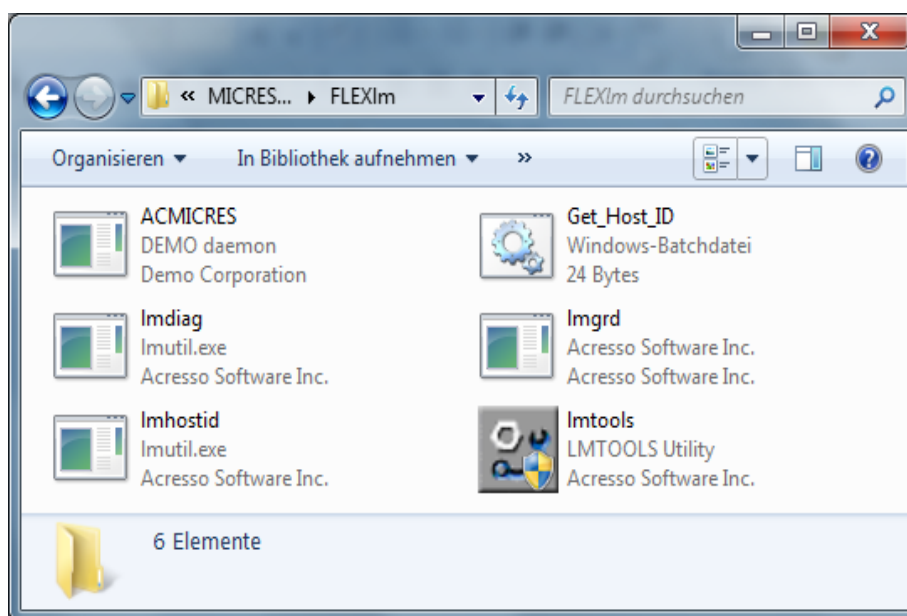 « MICRES... ▸ FLEXlm
FLEXlm durchsuchen
Organisieren ▾ In Bibliothek aufnehmen ▾ »
ACMICRES
DEMO daemon
Demo Corporation
Get_Host_ID
Windows-Batchdatei
24 Bytes
lmdiag
lmutil.exe
Acresso Software Inc.
lmgrd
Acresso Software Inc.
Acresso Software Inc.
lmhostid
lmutil.exe
Acresso Software Inc.
lmtools
LMTOOLS Utility
Acresso Software Inc.
6 Elemente